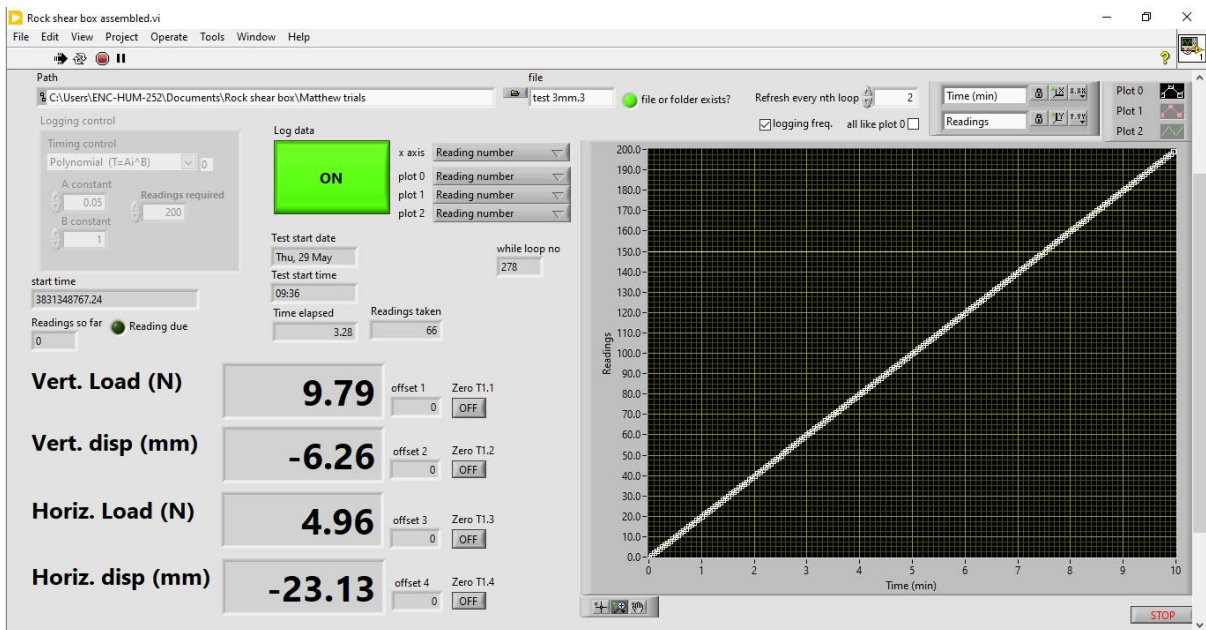 Rock shear box assembled.vi
File Edit View Project Operate Tools Window Help
Path
C:\Users\ENC-HUM-252\Documents\Rock shear box\Matthew trials
file
test 3mm.3
file or folder exists?
Refresh every nth loop 2
logging freq. all like plot 0
Time (min)
Readings
Plot 0
Plot 1
Plot 2
Logging control
Timing control
Polynomial (T=Ai^B) 0
A constant
0.05
Readings required
200
B constant
1
Log data
ON
x axis Reading number
plot 0 Reading number
plot 1 Reading number
plot 2 Reading number
Test start date
Thu, 29 May
Test start time
09:36
while loop no
278
start time
3831348767.24
Time elapsed
3.28
Readings taken
66
Readings so far
0
Reading due
Vert. Load (N) 9.79
offset 1
0
Zero T1.1
OFF
Vert. disp (mm) -6.26
offset 2
0
Zero T1.2
OFF
Horiz. Load (N) 4.96
offset 3
0
Zero T1.3
OFF
Horiz. disp (mm) -23.13
offset 4
0
Zero T1.4
OFF
200.0
190.0
180.0
170.0
160.0
150.0
140.0
130.0
120.0
110.0
100.0
90.0
80.0
70.0
60.0
50.0
40.0
30.0
20.0
10.0
0.0
Readings
0 1 2 3 4 5 6 7 8 9 10
Time (min)
STOP